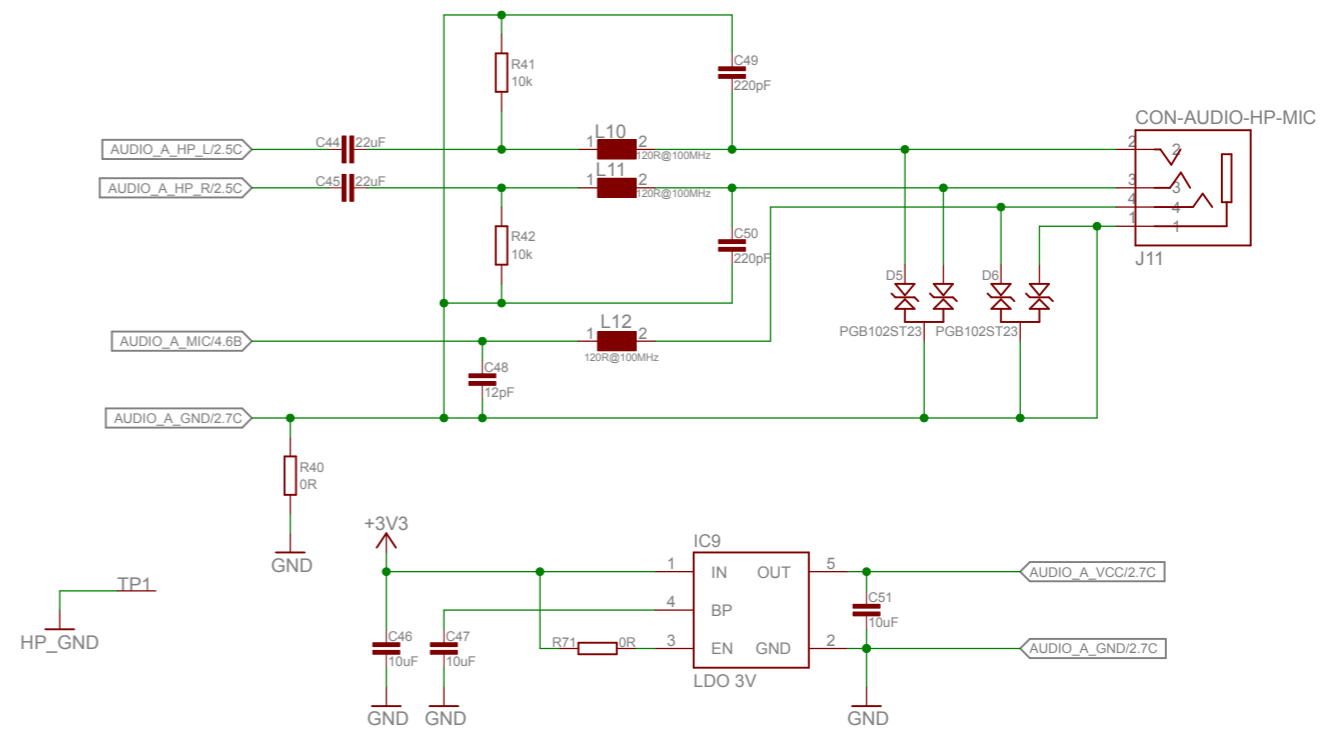 R41
10k
C49
220pF
CON-AUDIO-HP-MIC
AUDIO_A_HP_L/2.5C
C44
22uF
1
L10
2
120R@100MHz
2
2
AUDIO_A_HP_R/2.5C
C45
22uF
1
L11
2
120R@100MHz
3
3
4
4
1
1
J11
R42
10k
C50
220pF
D5
D6
PGB102ST23
PGB102ST23
AUDIO_A_MIC/4.6B
1
L12
2
120R@100MHz
C48
12pF
AUDIO_A_GND/2.7C
R40
0R
GND
+3V3
IC9
1
IN
OUT
5
AUDIO_A_VCC/2.7C
TP1
HP_GND
4
BP
C51
10uF
C46
10uF
C47
10uF
R71
0R
3
EN
GND
2
AUDIO_A_GND/2.7C
LDO 3V
GND
GND
GND